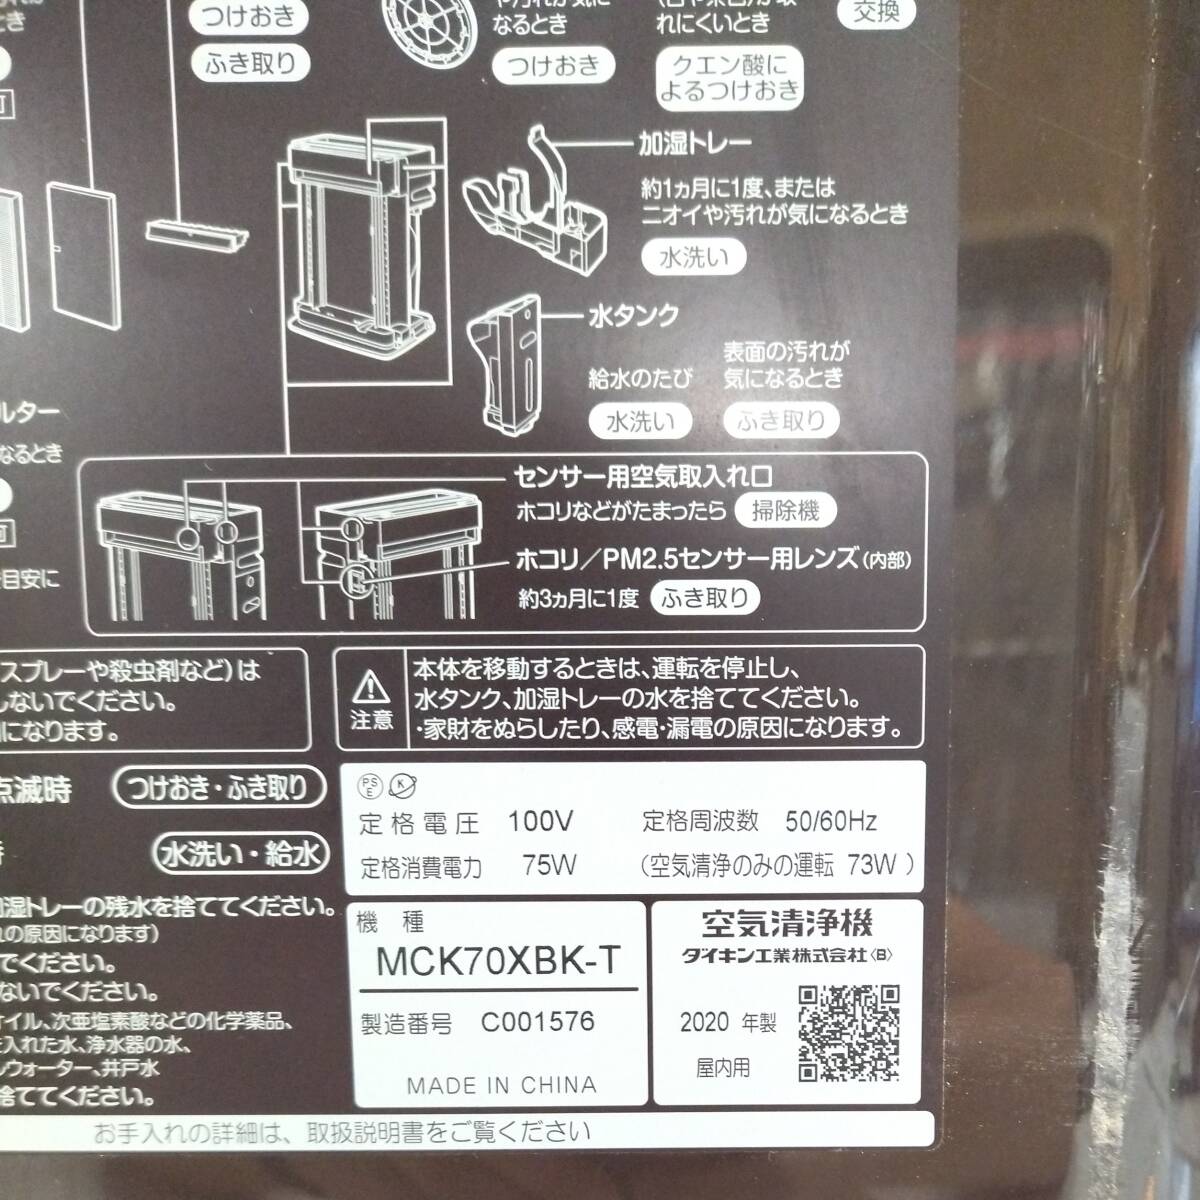 つけおき
ふき取り
なるとき
つけおき
れにくいとき
クエン酸に
よるつけおき
交換
加湿トレー
約1ヵ月に1度、または
ニオイや汚れが気になるとき
水洗い
水タンク
給水のたび
水洗い
表面の汚れが
気になるとき
ふき取り
ルター
なるとき
目安に
センサー用空気取入れ口
ホコリなどがたまったら 掃除機
ホコリ/PM2.5センサー用レンズ(内部)
約3ヵ月に1度 ふき取り
スプレーや殺虫剤など)は
しないでください。
になります。
注意
本体を移動するときは、運転を停止し、
水タンク、加湿トレーの水を捨ててください。
・家財をぬらしたり、感電・漏電の原因になります。
点滅時 つけおき・ふき取り
水洗い・給水
加湿トレーの残水を捨ててください。
れの原因になります)
てください。
ないでください。
オイル、次亜塩素酸などの化学薬品、
入れた水、浄水器の水、
ルウォーター、井戸水
捨ててください。
PSE
K
定格電圧 100V 定格周波数 50/60Hz
定格消費電力 75W (空気清浄のみの運転 73W)
機種
MCK70XBK-T
製造番号 C001576
MADE IN CHINA
空気清浄機
ダイキン工業株式会社〈B〉
2020 年製
屋内用
お手入れの詳細は、取扱説明書をご覧ください